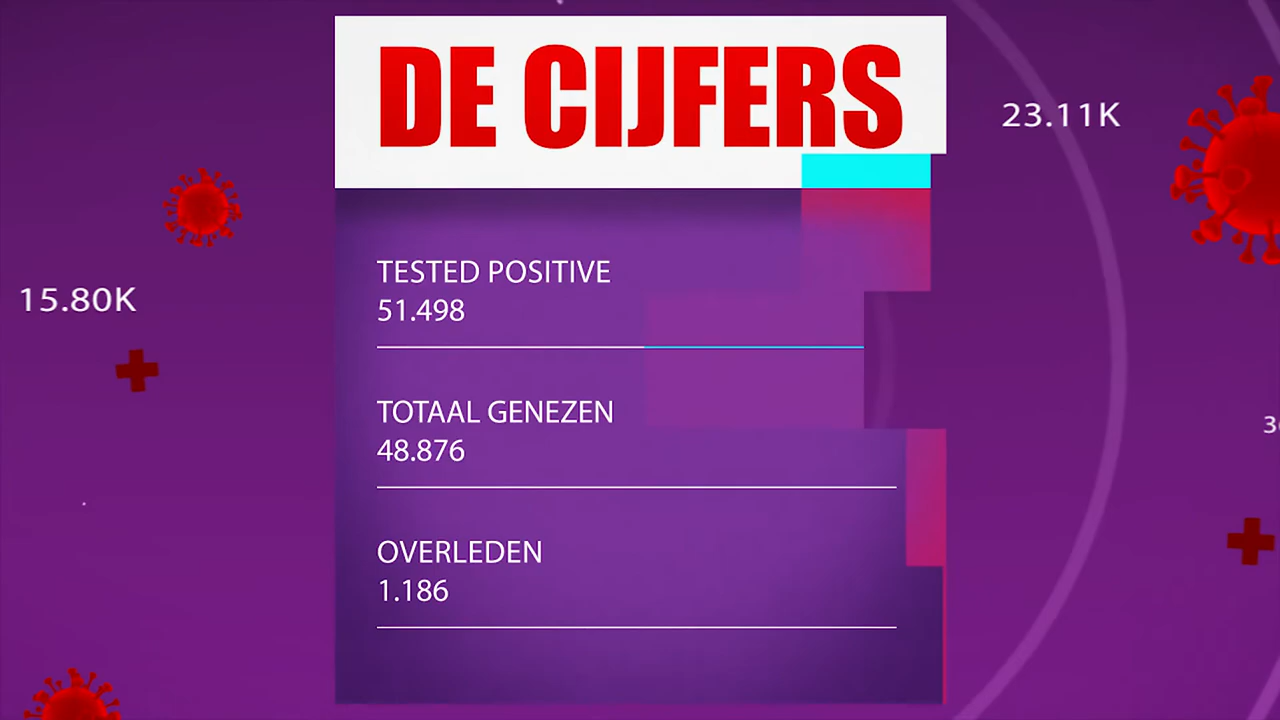 DE CIJFERS
23.11K
TESTED POSITIVE
51.498
15.80K
TOTAAL GENEZEN
48.876
OVERLEDEN
1.186